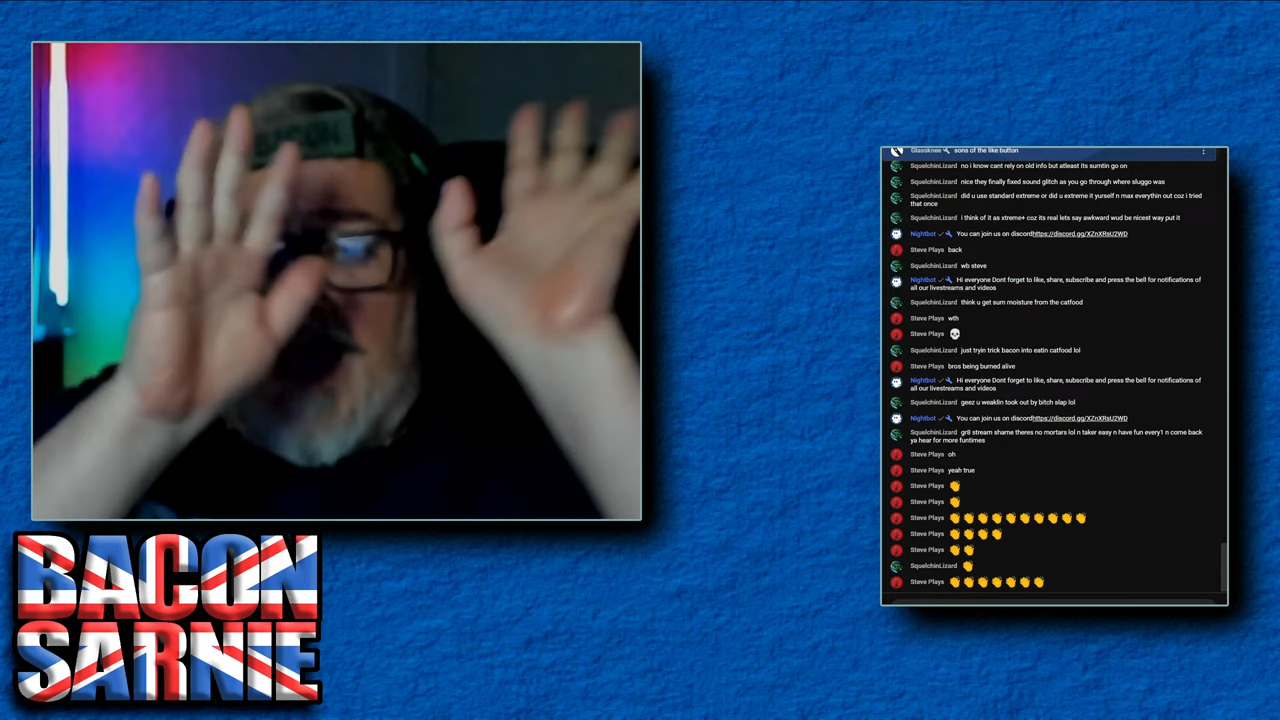 BACON
Glassknee sons of the like button
SquelchinLizard no i know cant rely on old info but atleast its sumtin go on
SquelchinLizard nice they finally fixed sound glitch as you go through where sluggo was
SquelchinLizard did u use standard extreme or did u extreme it yurself n max everythin out coz i tried
that once
SquelchinLizard i think of it as xtreme+ coz its real lets say awkward wud be nicest way put it
Nightbot You can join us on discordhttps://discord.gg/XZnXRsU2WD
Steve Plays back
SquelchinLizard wb steve
Nightbot Hi everyone Dont forget to like, share, subscribe and press the bell for notifications of
all our livestreams and videos
SquelchinLizard think u get sum moisture from the catfood
Steve Plays wth
Steve Plays 💀
SquelchinLizard just tryin trick bacon into eatin catfood lol
Steve Plays bros being burned alive
Nightbot Hi everyone Dont forget to like, share, subscribe and press the bell for notifications of
all our livestreams and videos
SquelchinLizard geez u weaklin took out by bitch slap lol
Nightbot You can join us on discordhttps://discord.gg/XZnXRsU2WD
SquelchinLizard gr8 stream shame theres no mortars lol n taker easy n have fun every1 n come back
ya hear for more funtimes
Steve Plays oh
Steve Plays yeah true
Steve Plays 👏
Steve Plays 👏
Steve Plays 👏👏👏👏👏👏👏👏👏👏
Steve Plays 👏👏👏👏
Steve Plays 👏👏
SquelchinLizard 👏
Steve Plays 👏👏👏👏👏👏👏
BACON
SARNIE